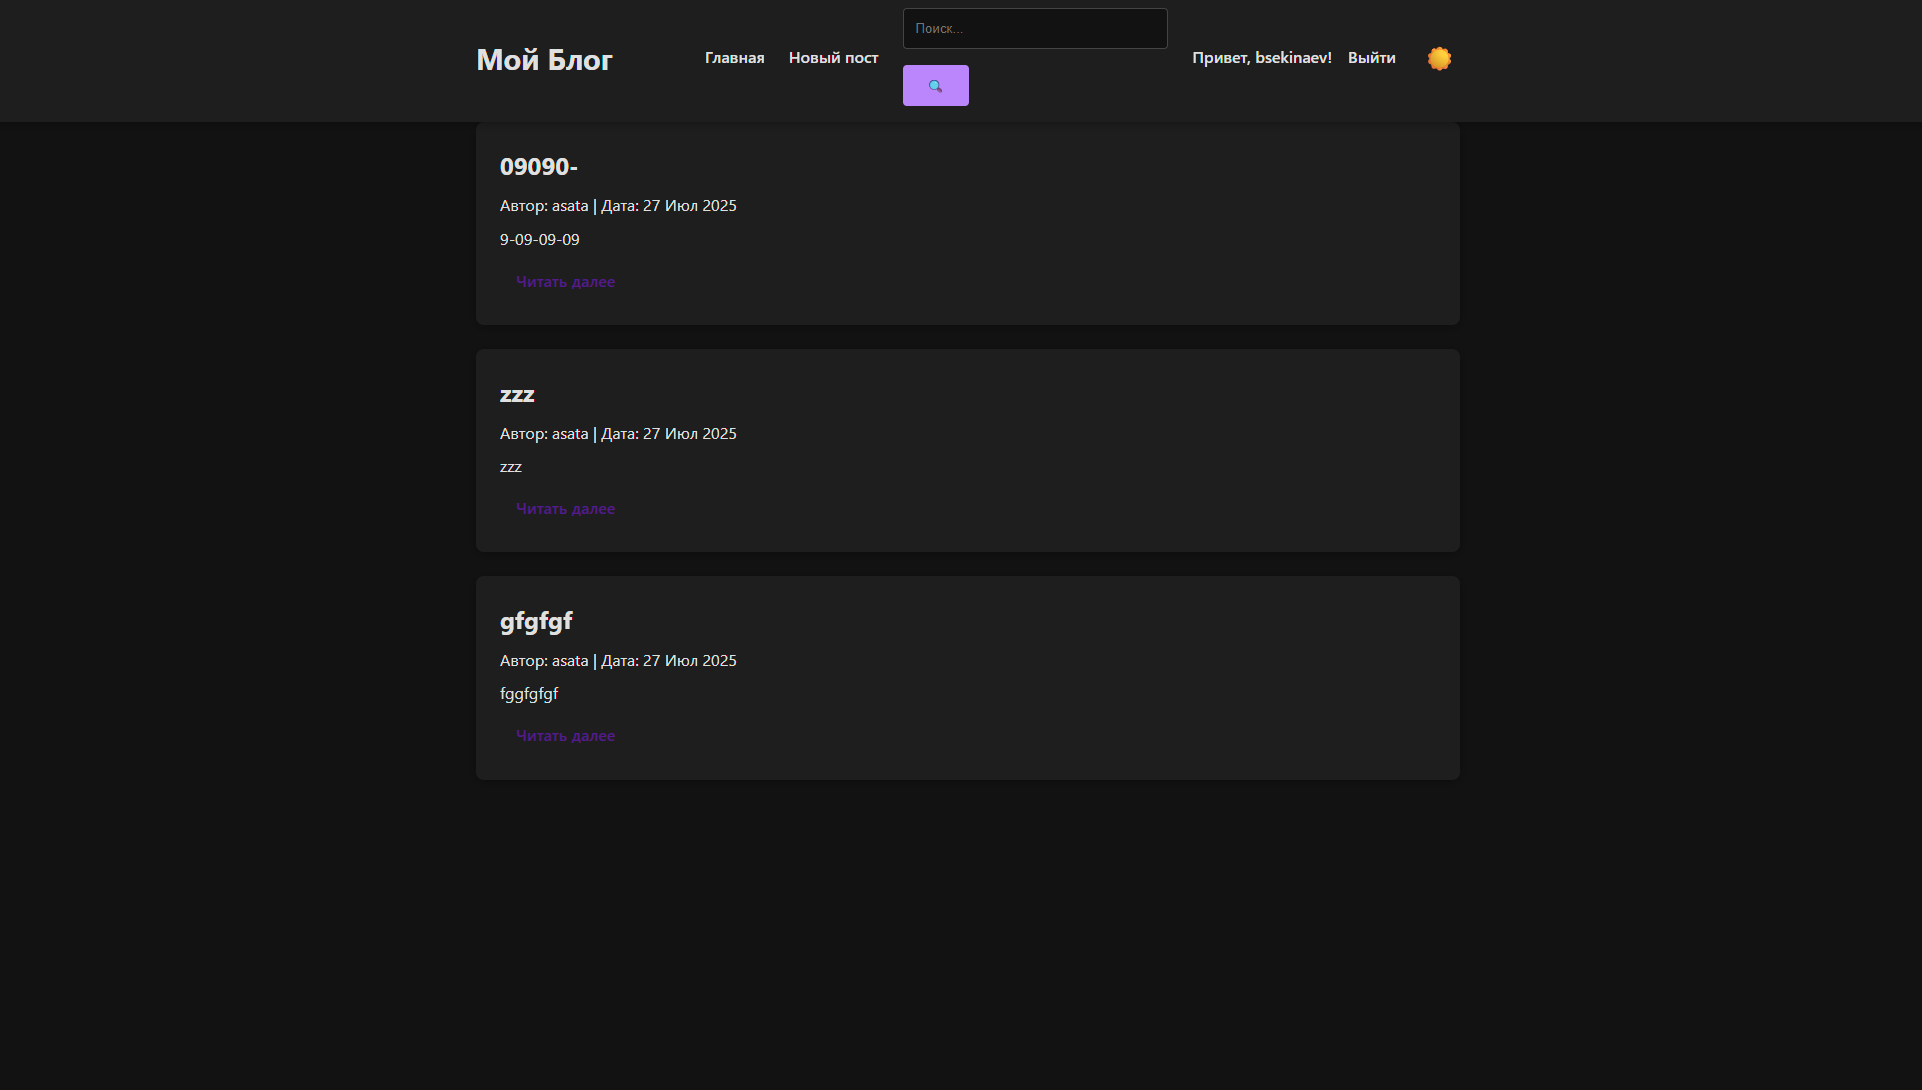 Мой Блог
Главная
Новый пост
Поиск...
Привет, bsekinaev!
Выйти
09090-
Автор: asata | Дата: 27 Июл 2025
9-09-09-09
Читать далее
zzz
Автор: asata | Дата: 27 Июл 2025
zzz
Читать далее
gfgfgf
Автор: asata | Дата: 27 Июл 2025
fggfgfgf
Читать далее